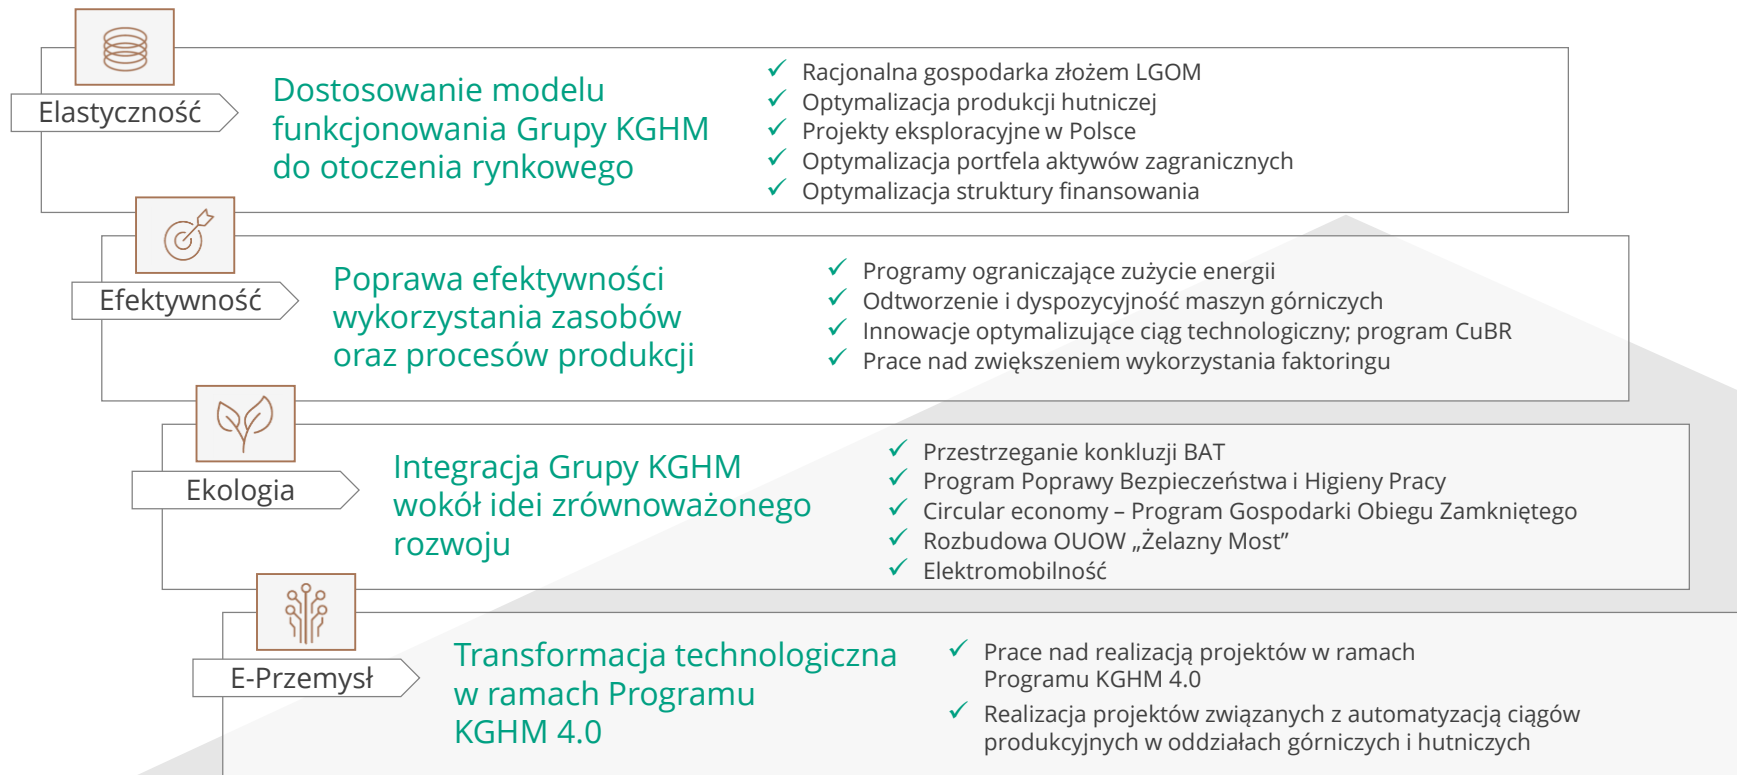 Elastyczność
Dostosowanie modelu
funkcjonowania Grupy KGHM
do otoczenia rynkowego
✓ Racjonalna gospodarka złożem LGOM
✓ Optymalizacja produkcji hutniczej
✓ Projekty eksploracyjne w Polsce
✓ Optymalizacja portfela aktywów zagranicznych
✓ Optymalizacja struktury finansowania
Efektywność
Poprawa efektywności
wykorzystania zasobów
oraz procesów produkcji
✓ Programy ograniczające zużycie energii
✓ Odtworzenie i dyspozycyjność maszyn górniczych
✓ Innowacje optymalizujące ciąg technologiczny; program CuBR
✓ Prace nad zwiększeniem wykorzystania faktoringu
Ekologia
Integracja Grupy KGHM
wokół idei zrównoważonego
rozwoju
✓ Przestrzeganie konkluzji BAT
✓ Program Poprawy Bezpieczeństwa i Higieny Pracy
✓ Circular economy – Program Gospodarki Obiegu Zamkniętego
✓ Rozbudowa OUOW „Żelazny Most”
✓ Elektromobilność
E-Przemysł
Transformacja technologiczna
w ramach Programu
KGHM 4.0
✓ Prace nad realizacją projektów w ramach
Programu KGHM 4.0
✓ Realizacja projektów związanych z automatyzacją ciągów
produkcyjnych w oddziałach górniczych i hutniczych